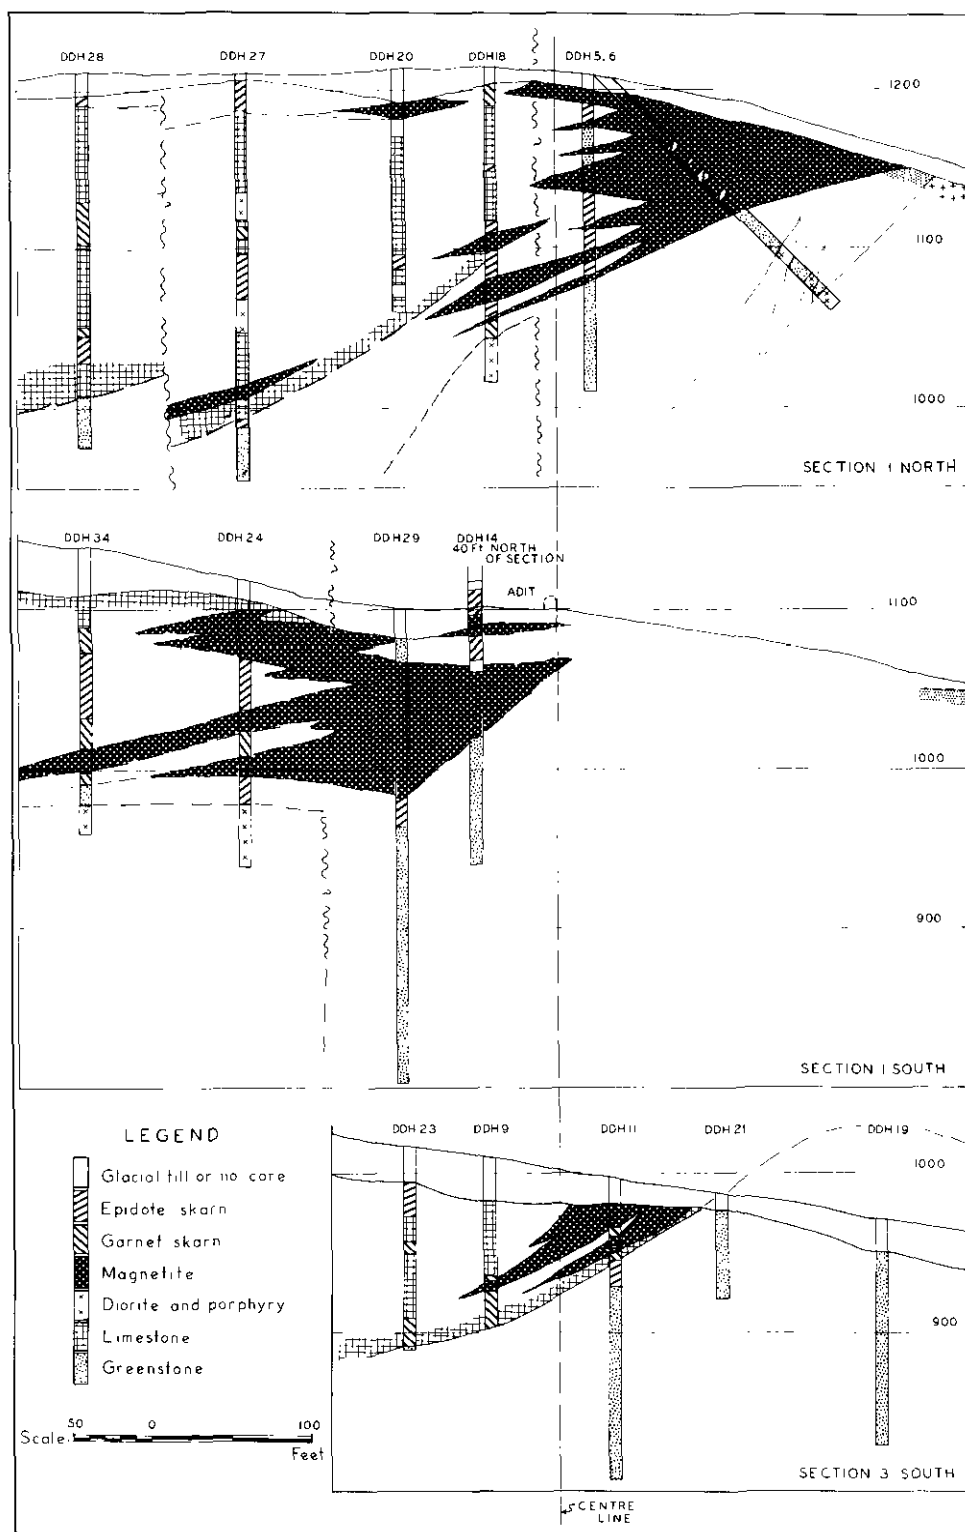 DDH 28
DDH 27
DDH 20
DDH 18
DDH 5, 6
1200
1100
1000
SECTION 1 NORTH
DDH 34
DDH 24
DDH 29
DDH 14
40 Ft NORTH
OF SECTION
ADIT
1100
1000
900
SECTION 1 SOUTH
DDH 23
DDH 9
DDH 11
DDH 21
DDH 19
1000
900
SECTION 3 SOUTH
CENTRE
LINE
LEGEND
Glacial till or no core
Epidote skarn
Garnet skarn
Magnetite
Diorite and porphyry
Limestone
Greenstone
50 0 100
Scale
Feet